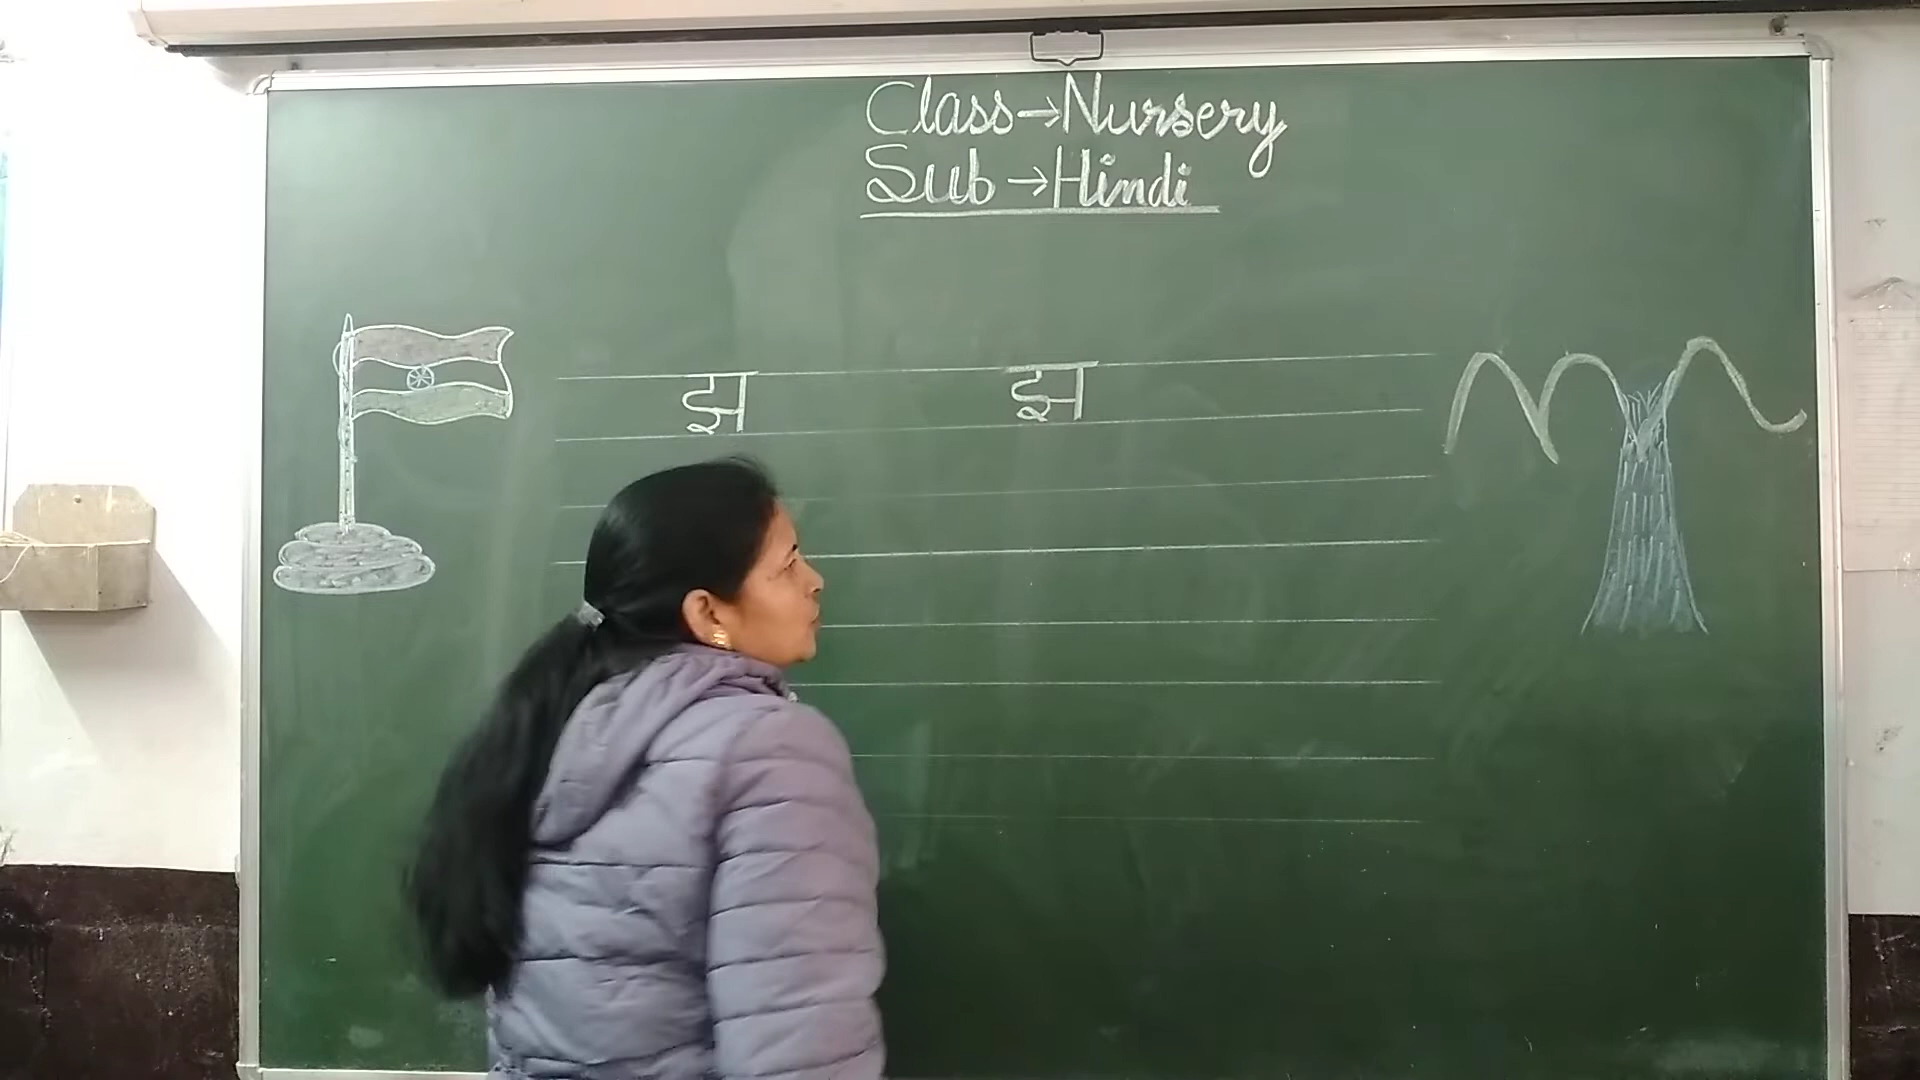 Class→Nursery
Sub→Hindi
झ झ